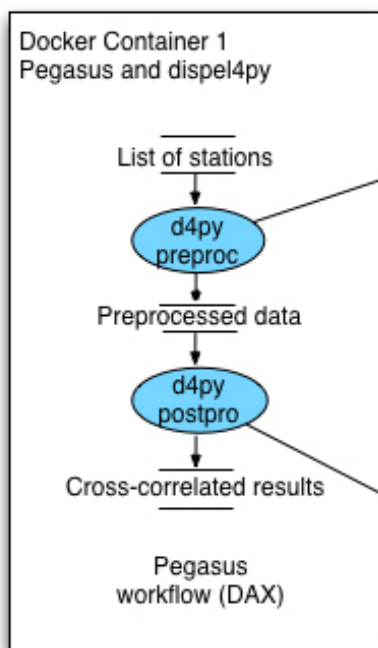 Docker Container 1
Pegasus and dispel4py
List of stations
d4py
preproc
Preprocessed data
d4py
postpro
Cross-correlated results
Pegasus
workflow (DAX)